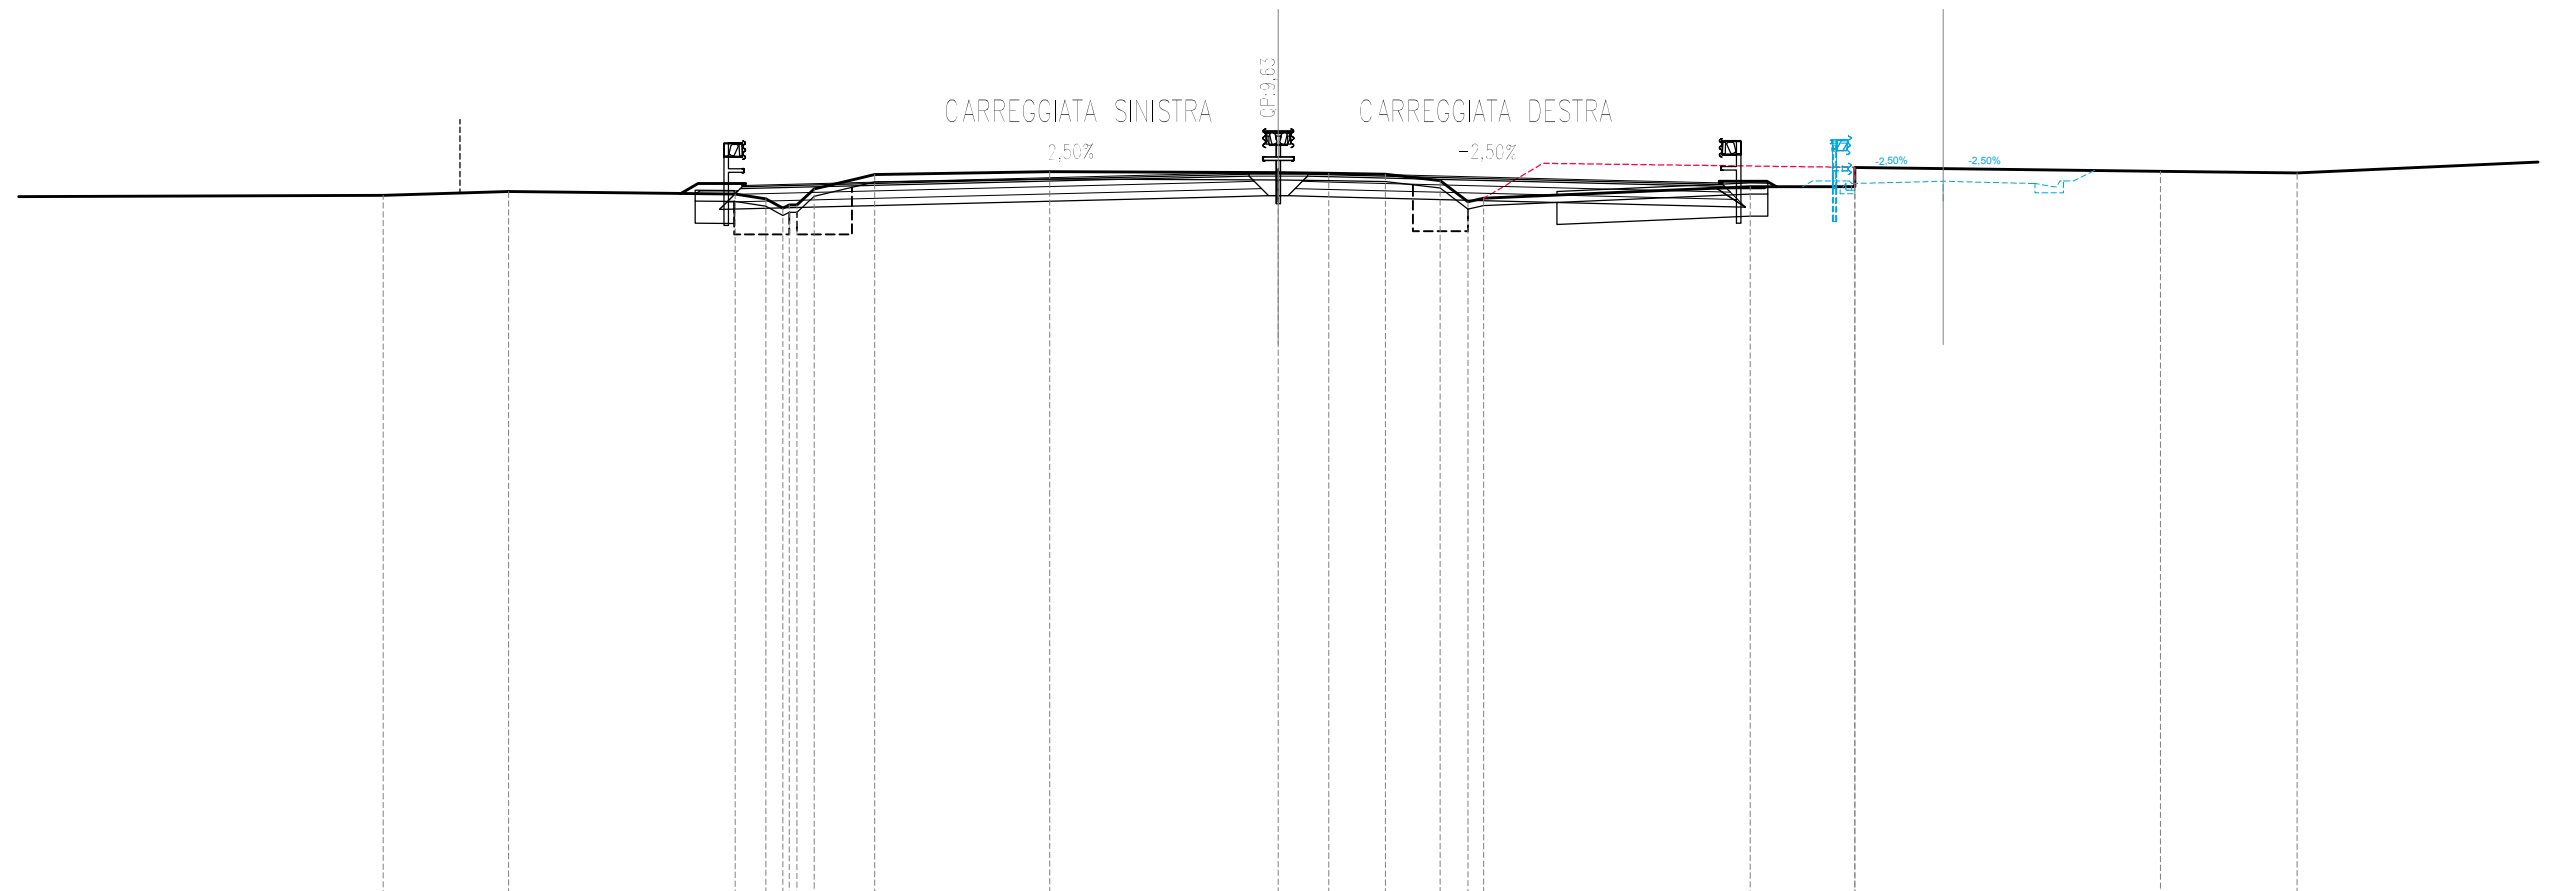 QP:9,63
CARREGGIATA SINISTRA
CARREGGIATA DESTRA
2,50%
-2,50%
-2,50%
-2,50%